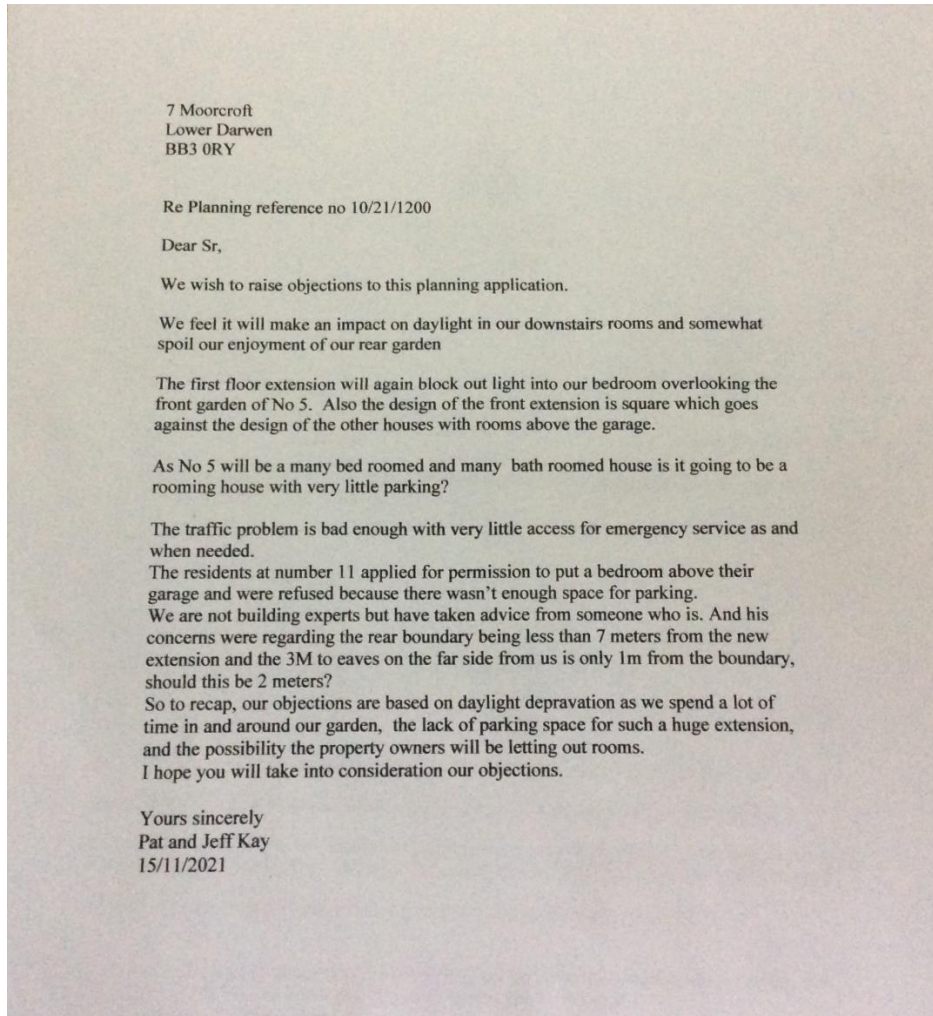 7 Moorcroft
Lower Darwen
BB3 0RY
Re Planning reference no 10/21/1200
Dear Sr,
We wish to raise objections to this planning application.
We feel it will make an impact on daylight in our downstairs rooms and somewhat
spoil our enjoyment of our rear garden
The first floor extension will again block out light into our bedroom overlooking the
front garden of No 5.  Also the design of the front extension is square which goes
against the design of the other houses with rooms above the garage.
As No 5 will be a many bed roomed and many  bath roomed house is it going to be a
rooming house with very little parking?
The traffic problem is bad enough with very little access for emergency service as and
when needed.
The residents at number 11 applied for permission to put a bedroom above their
garage and were refused because there wasn't enough space for parking.
We are not building experts but have taken advice from someone who is. And his
concerns were regarding the rear boundary being less than 7 meters from the new
extension and the 3M to eaves on the far side from us is only 1m from the boundary,
should this be 2 meters?
So to recap, our objections are based on daylight depravation as we spend a lot of
time in and around our garden,  the lack of parking space for such a huge extension,
and the possibility the property owners will be letting out rooms.
I hope you will take into consideration our objections.
Yours sincerely
Pat and Jeff Kay
15/11/2021